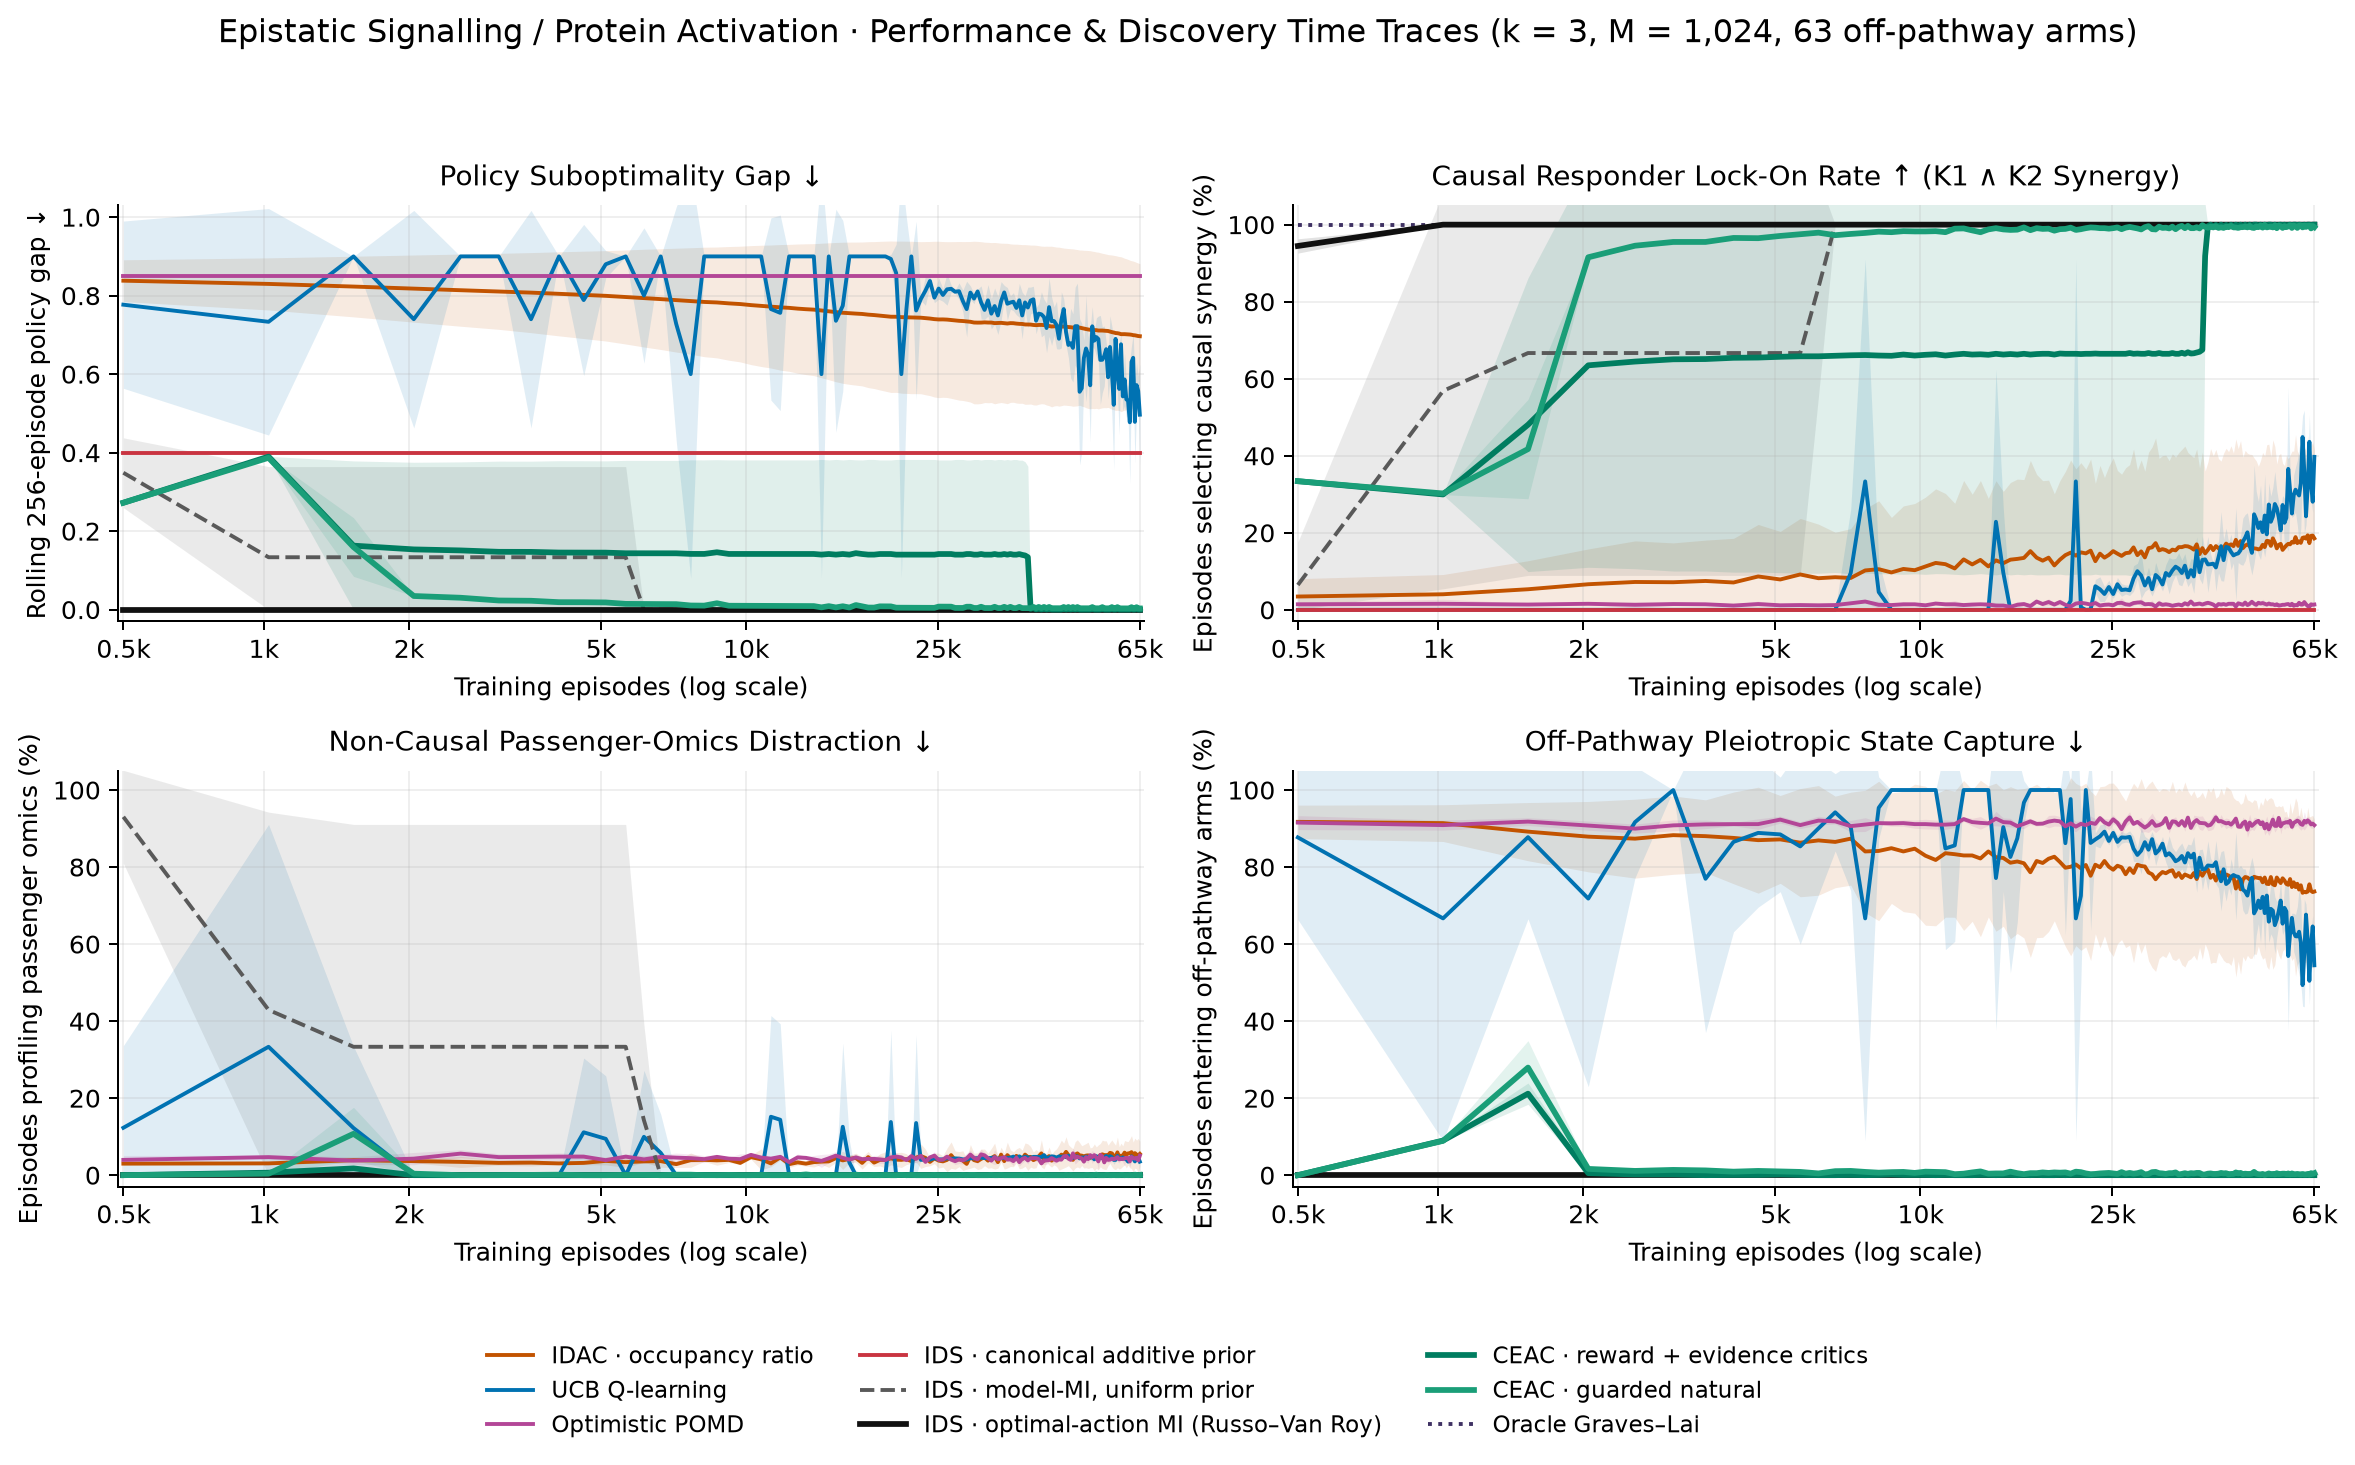 Epistatic Signalling / Protein Activation · Performance & Discovery Time Traces (k = 3, M = 1,024, 63 off-pathway arms)
Policy Suboptimality Gap ↓
Rolling 256-episode policy gap ↓
1.0
0.8
0.6
0.4
0.2
0.0
0.5k 1k 2k 5k 10k 25k 65k
Training episodes (log scale)
Causal Responder Lock-On Rate ↑ (K1 ∧ K2 Synergy)
Episodes selecting causal synergy (%)
100
80
60
40
20
0
0.5k 1k 2k 5k 10k 25k 65k
Training episodes (log scale)
Non-Causal Passenger-Omics Distraction ↓
Episodes profiling passenger omics (%)
100
80
60
40
20
0
0.5k 1k 2k 5k 10k 25k 65k
Training episodes (log scale)
Off-Pathway Pleiotropic State Capture ↓
Episodes entering off-pathway arms (%)
100
80
60
40
20
0
0.5k 1k 2k 5k 10k 25k 65k
Training episodes (log scale)
IDAC · occupancy ratio
UCB Q-learning
Optimistic POMD
IDS · canonical additive prior
IDS · model-MI, uniform prior
IDS · optimal-action MI (Russo–Van Roy)
CEAC · reward + evidence critics
CEAC · guarded natural
Oracle Graves–Lai